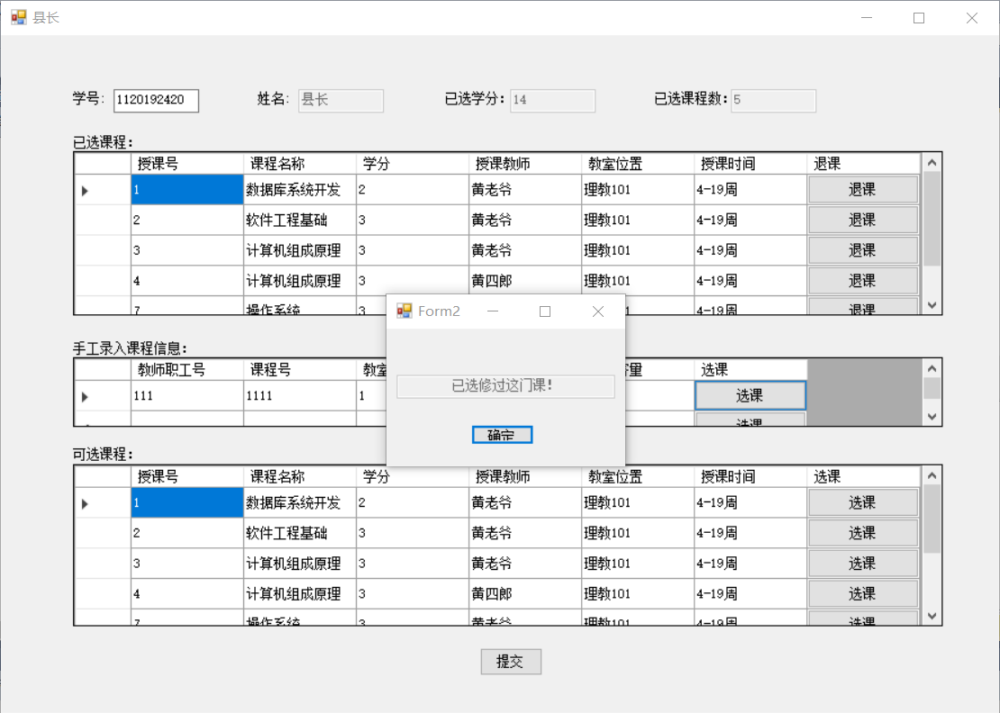 县长
学号: 1120192420 姓名: 县长 已选学分: 14 已选课程数: 5
已选课程:
授课号 课程名称 学分 授课教师 教室位置 授课时间 退课
1 数据库系统开发 2 黄老爷 理教101 4-19周 退课
2 软件工程基础 3 黄老爷 理教101 4-19周 退课
3 计算机组成原理 3 黄老爷 理教101 4-19周 退课
4 计算机组成原理 3 黄四郎 理教101 4-19周 退课
7 操作系统 3 4-19周 退课
Form2
已选修过这门课!
确定
手工录入课程信息:
教师职工号 课程号 教室 选课
111 1111 1 选课
选课
可选课程:
授课号 课程名称 学分 授课教师 教室位置 授课时间 选课
1 数据库系统开发 2 黄老爷 理教101 4-19周 选课
2 软件工程基础 3 黄老爷 理教101 4-19周 选课
3 计算机组成原理 3 黄老爷 理教101 4-19周 选课
4 计算机组成原理 3 黄四郎 理教101 4-19周 选课
7 操作系统 3 黄老爷 理教101 4-19周 选课
提交